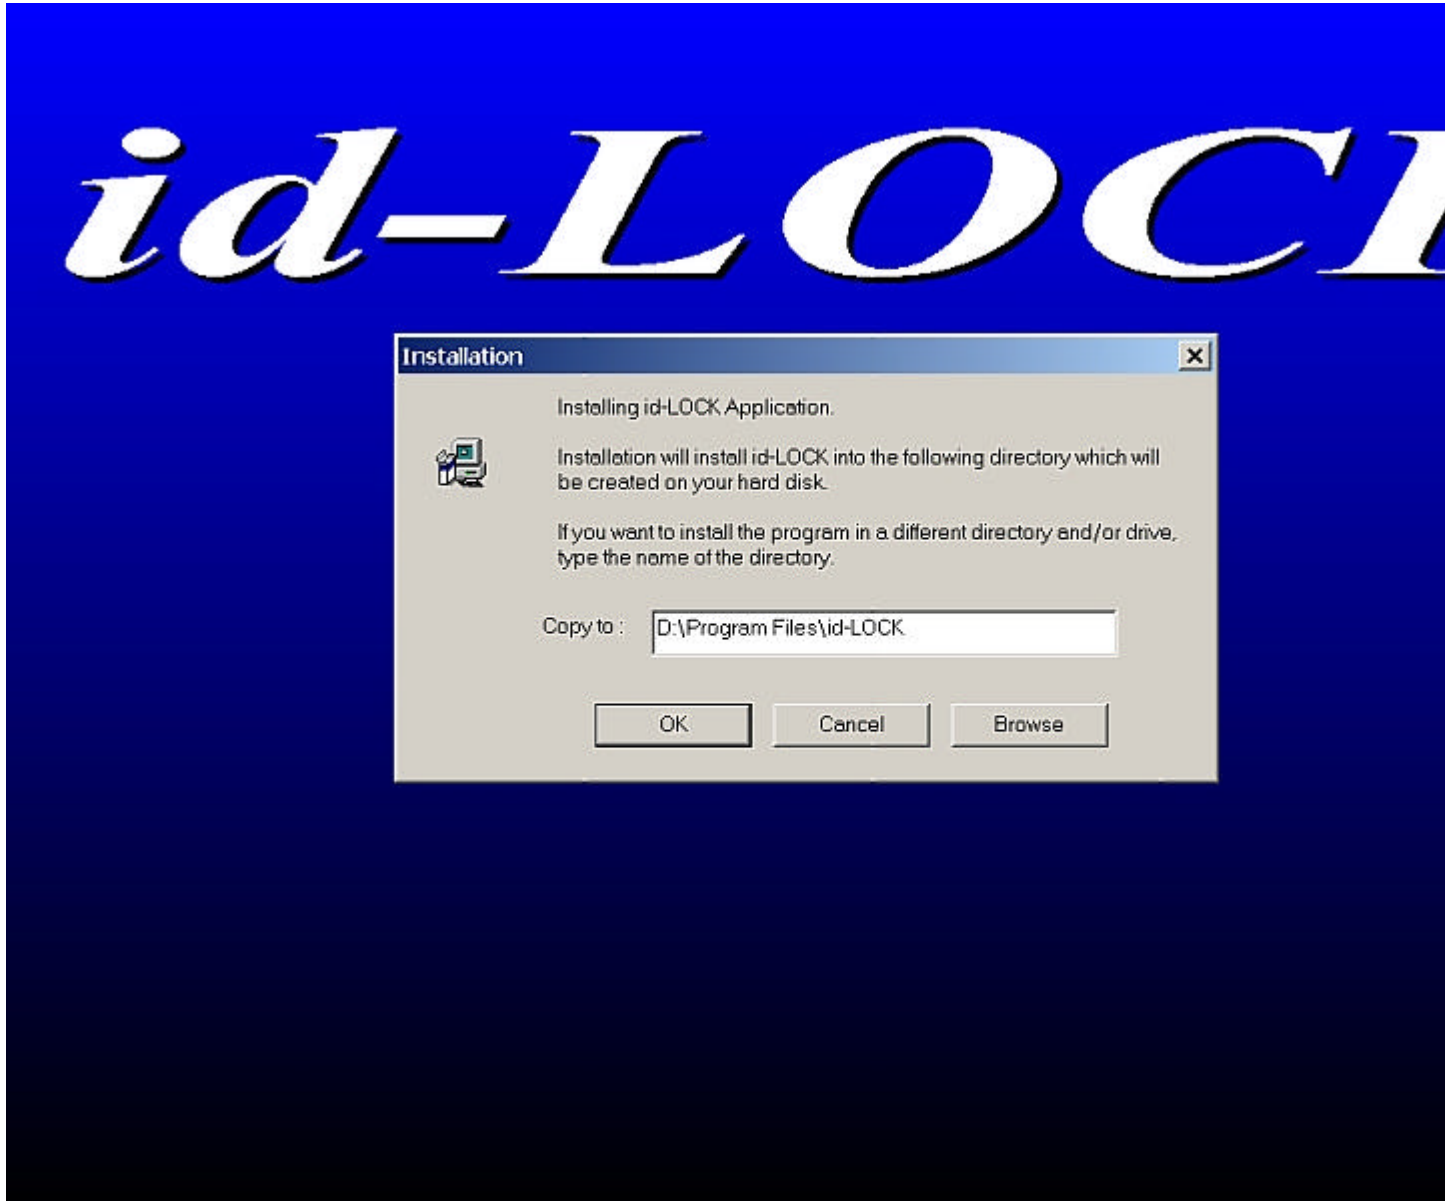 id-LOC
Installation
Installing id-LOCK Application.
Installation will install id-LOCK into the following directory which will
be created on your hard disk.
If you want to install the program in a different directory and/or drive,
type the name of the directory.
Copy to : D:\Program Files\id-LOCK
OK Cancel Browse